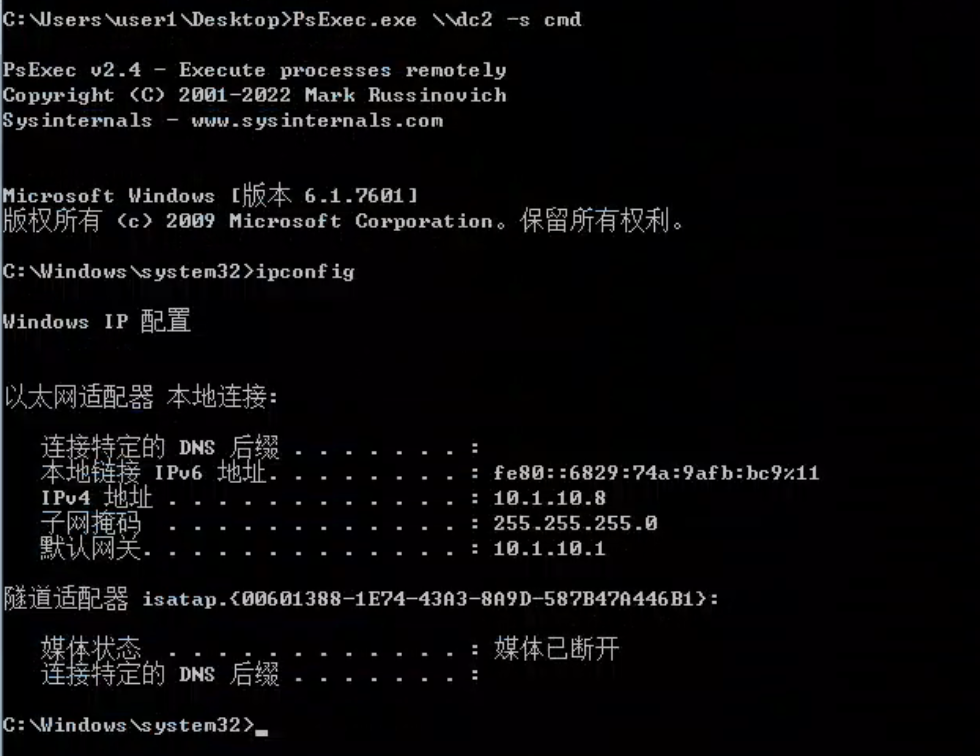 C:\Users\user1\Desktop>PsExec.exe \\dc2 -s cmd
PsExec v2.4 - Execute processes remotely
Copyright (C) 2001-2022 Mark Russinovich
Sysinternals - www.sysinternals.com
Microsoft Windows [版本 6.1.7601]
版权所有 (c) 2009 Microsoft Corporation。保留所有权利。
C:\Windows\system32>ipconfig
Windows IP 配置
以太网适配器 本地连接:
连接特定的 DNS 后缀 . . . . . . . :
本地链接 IPv6 地址. . . . . . . . : fe80::6829:74a:9afb:bc9%11
IPv4 地址 . . . . . . . . . . . . : 10.1.10.8
子网掩码  . . . . . . . . . . . . : 255.255.255.0
默认网关. . . . . . . . . . . . . : 10.1.10.1
隧道适配器 isatap.{00601388-1E74-43A3-8A9D-587B47A446B1}:
媒体状态  . . . . . . . . . . . . : 媒体已断开
连接特定的 DNS 后缀 . . . . . . . :
C:\Windows\system32>_